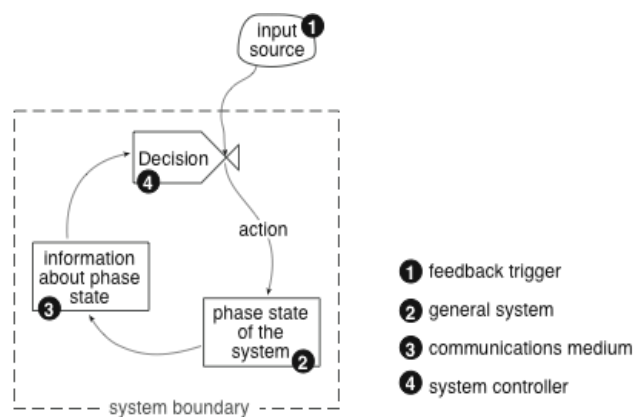 input
source
1
Decision
4
action
information
about phase
state
3
phase state
of the
system
2
system boundary
1 feedback trigger
2 general system
3 communications medium
4 system controller